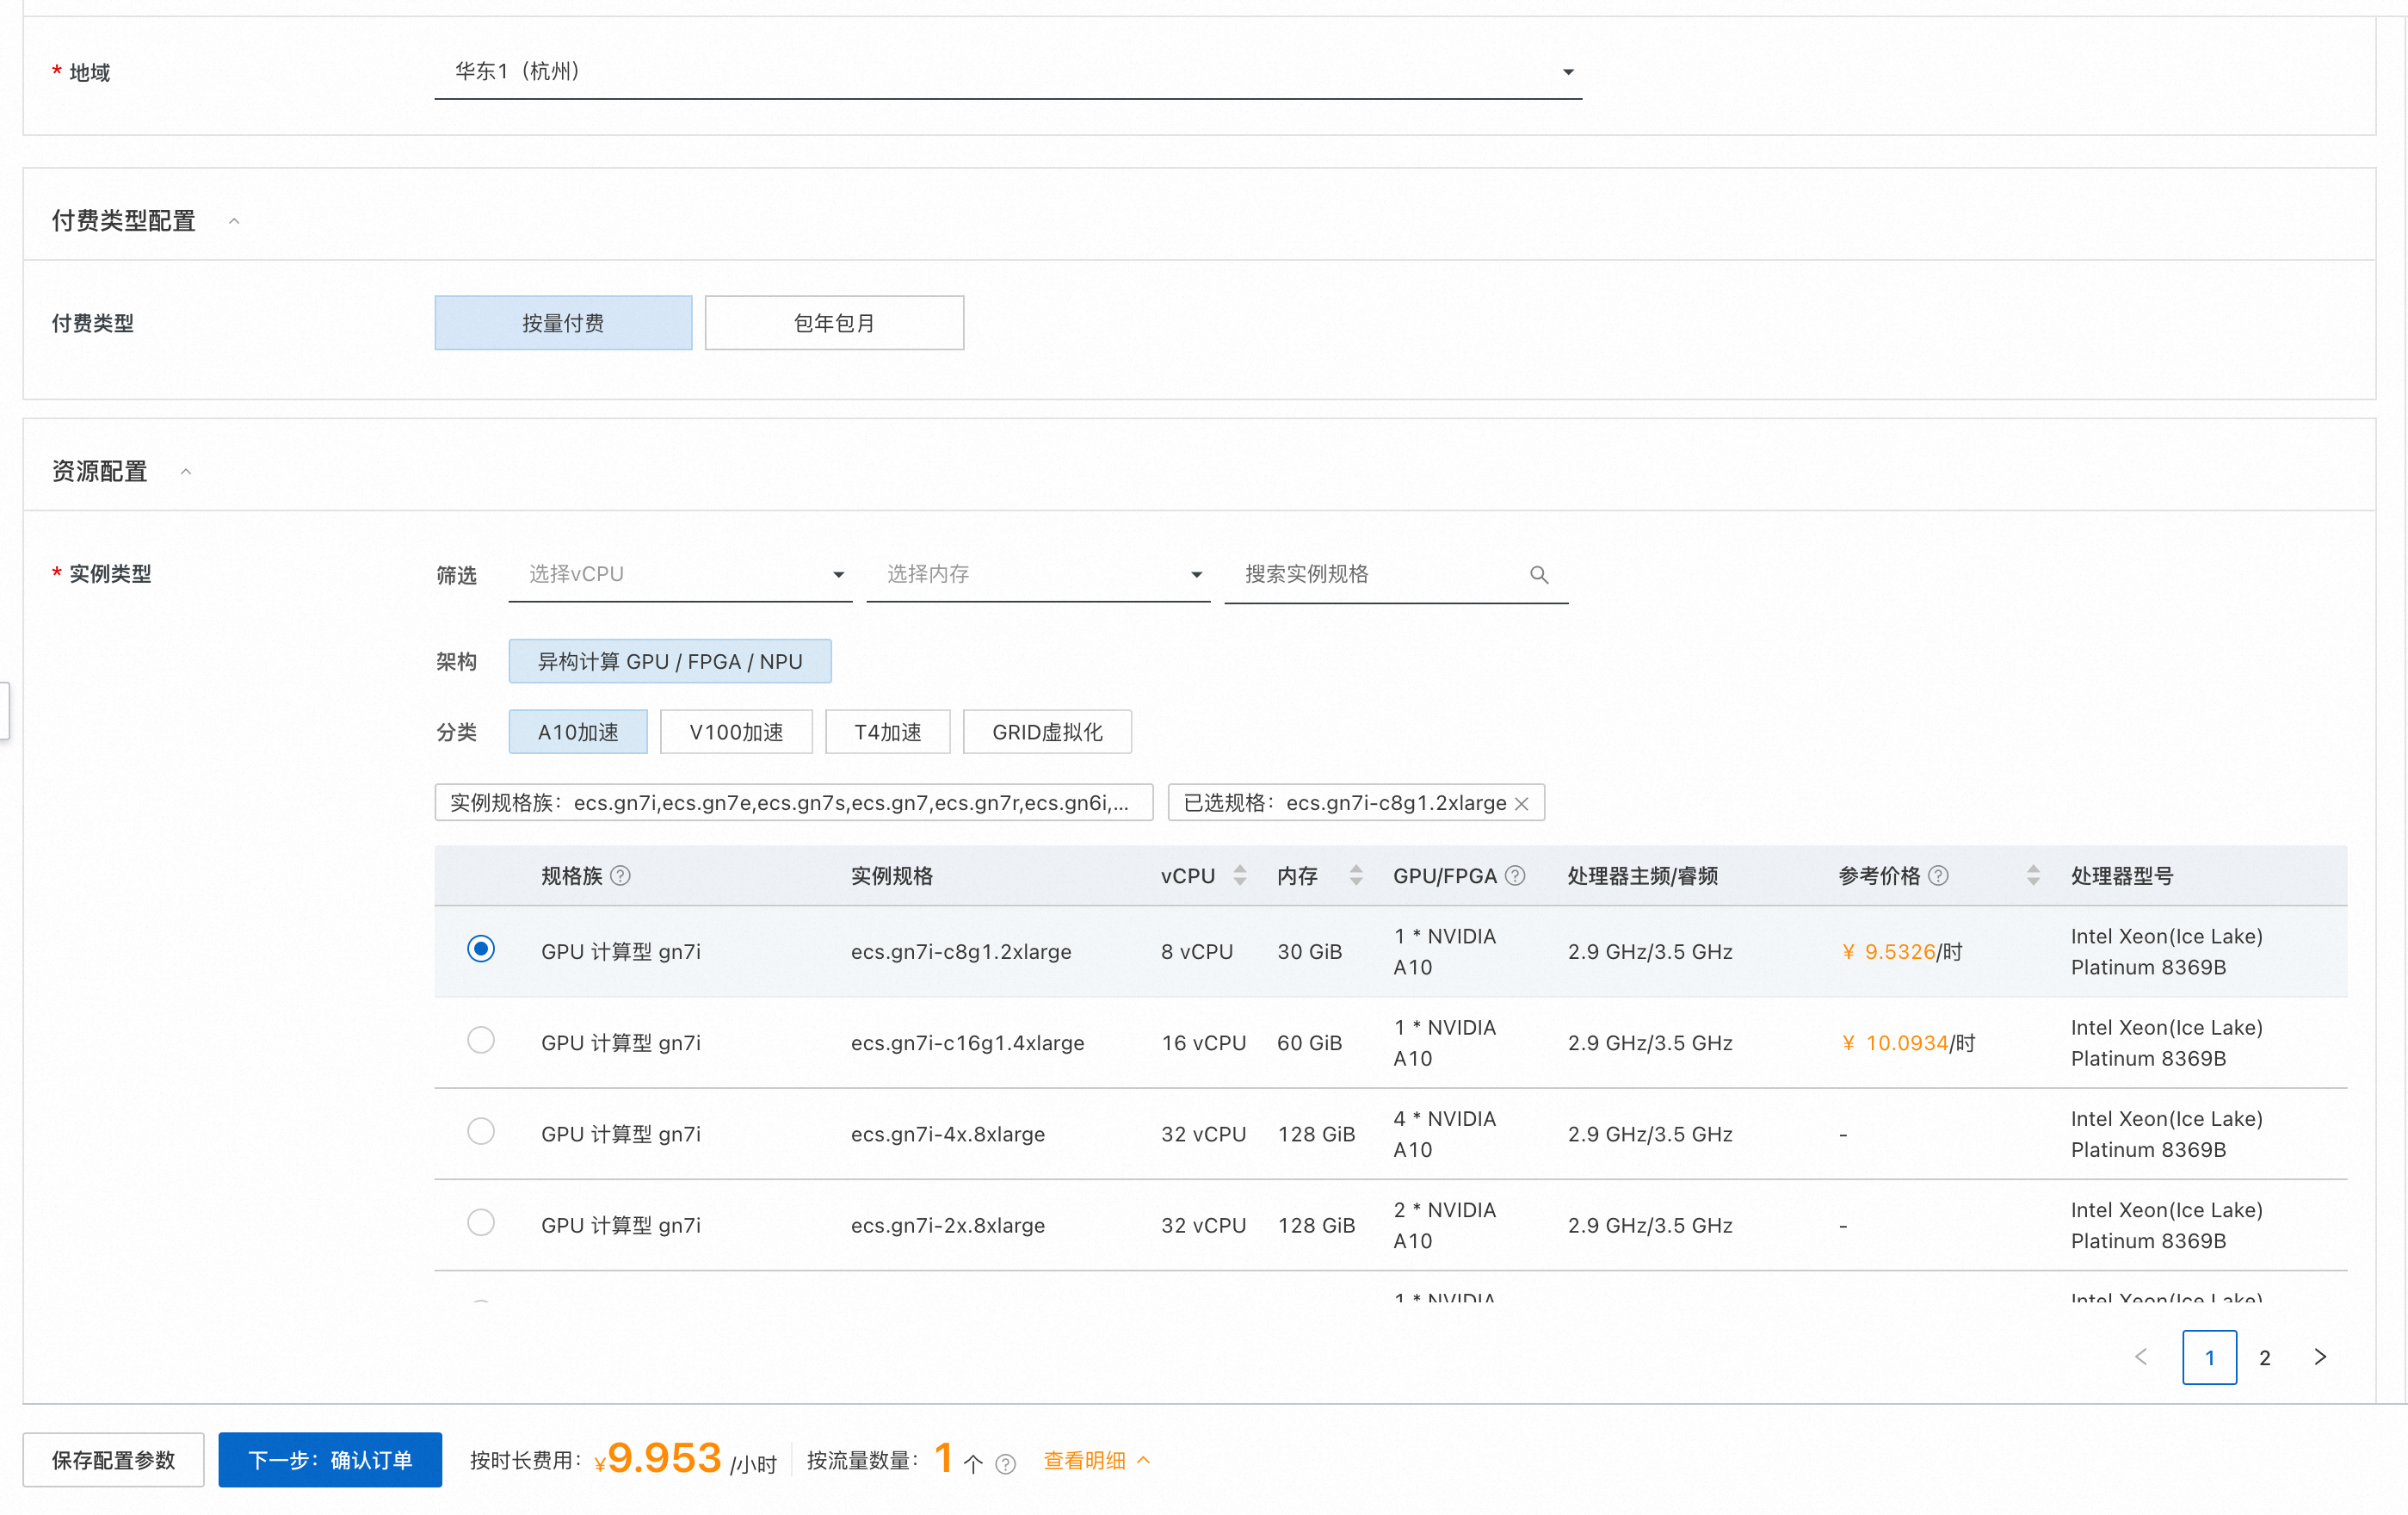 * 地域
华东1（杭州）
付费类型配置
付费类型
按量付费
包年包月
资源配置
* 实例类型
筛选
选择vCPU
选择内存
搜索实例规格
架构
异构计算 GPU / FPGA / NPU
分类
A10加速
V100加速
T4加速
GRID虚拟化
实例规格族：ecs.gn7i,ecs.gn7e,ecs.gn7s,ecs.gn7,ecs.gn7r,ecs.gn6i,...
已选规格：ecs.gn7i-c8g1.2xlarge
规格族 实例规格 vCPU 内存 GPU/FPGA 处理器主频/睿频 参考价格 处理器型号
GPU 计算型 gn7i ecs.gn7i-c8g1.2xlarge 8 vCPU 30 GiB 1 * NVIDIA A10 2.9 GHz/3.5 GHz ¥ 9.5326/时 Intel Xeon(Ice Lake) Platinum 8369B
GPU 计算型 gn7i ecs.gn7i-c16g1.4xlarge 16 vCPU 60 GiB 1 * NVIDIA A10 2.9 GHz/3.5 GHz ¥ 10.0934/时 Intel Xeon(Ice Lake) Platinum 8369B
GPU 计算型 gn7i ecs.gn7i-4x.8xlarge 32 vCPU 128 GiB 4 * NVIDIA A10 2.9 GHz/3.5 GHz - Intel Xeon(Ice Lake) Platinum 8369B
GPU 计算型 gn7i ecs.gn7i-2x.8xlarge 32 vCPU 128 GiB 2 * NVIDIA A10 2.9 GHz/3.5 GHz - Intel Xeon(Ice Lake) Platinum 8369B
1 * NVIDIA Intel Xeon(Ice Lake)
1 2
保存配置参数
下一步：确认订单
按时长费用：¥9.953 /小时
按流量数量：1 个
查看明细